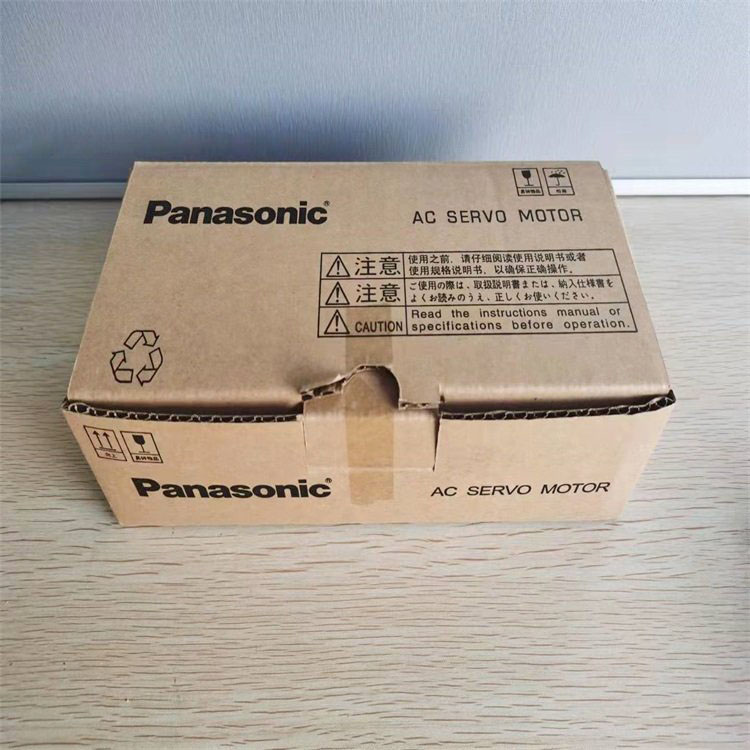 Panasonic®
AC SERVO MOTOR
注意
使用之前,请仔细阅读使用说明书或者
使用规格说明书,以确保正确操作。
注意
ご使用の際は、取扱説明書または、納入仕様書を
よくお読みのうえ、正しくお使いください。
CAUTION
Read the instructions manual or
specifications before operation.
Panasonic®
AC SERVO MOTOR